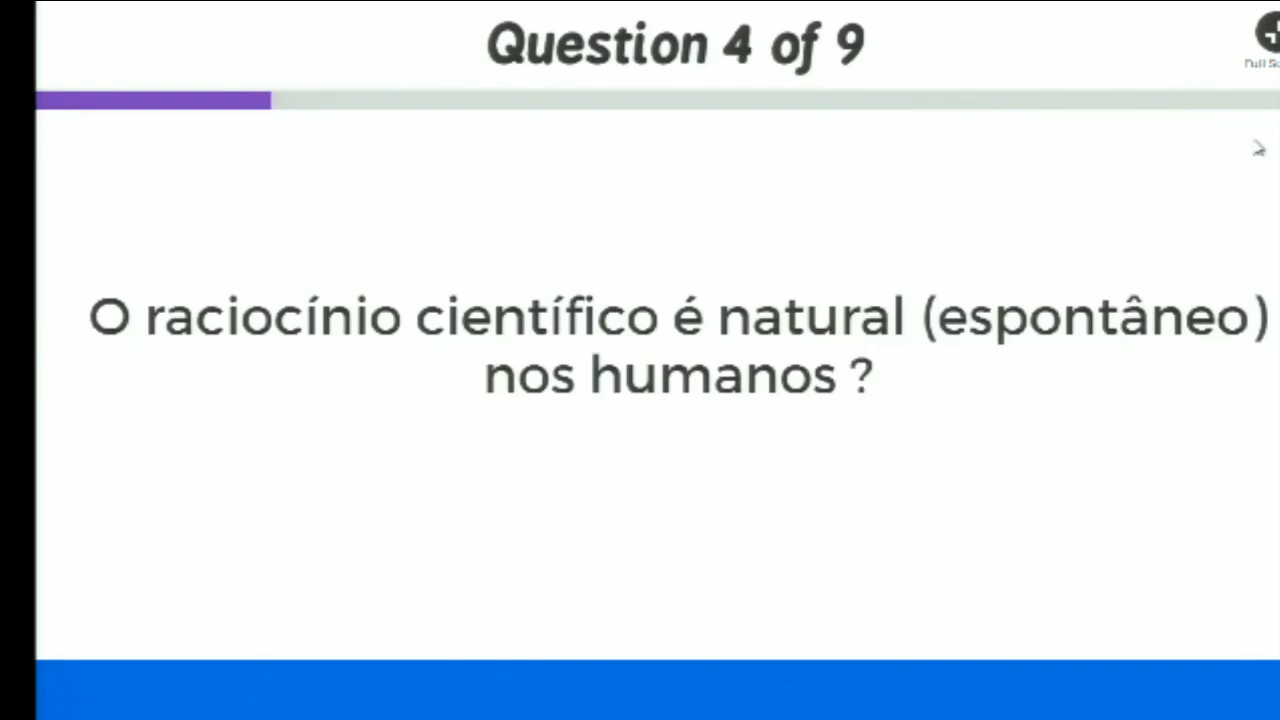 Question 4 of 9
O raciocínio científico é natural (espontâneo)
nos humanos ?